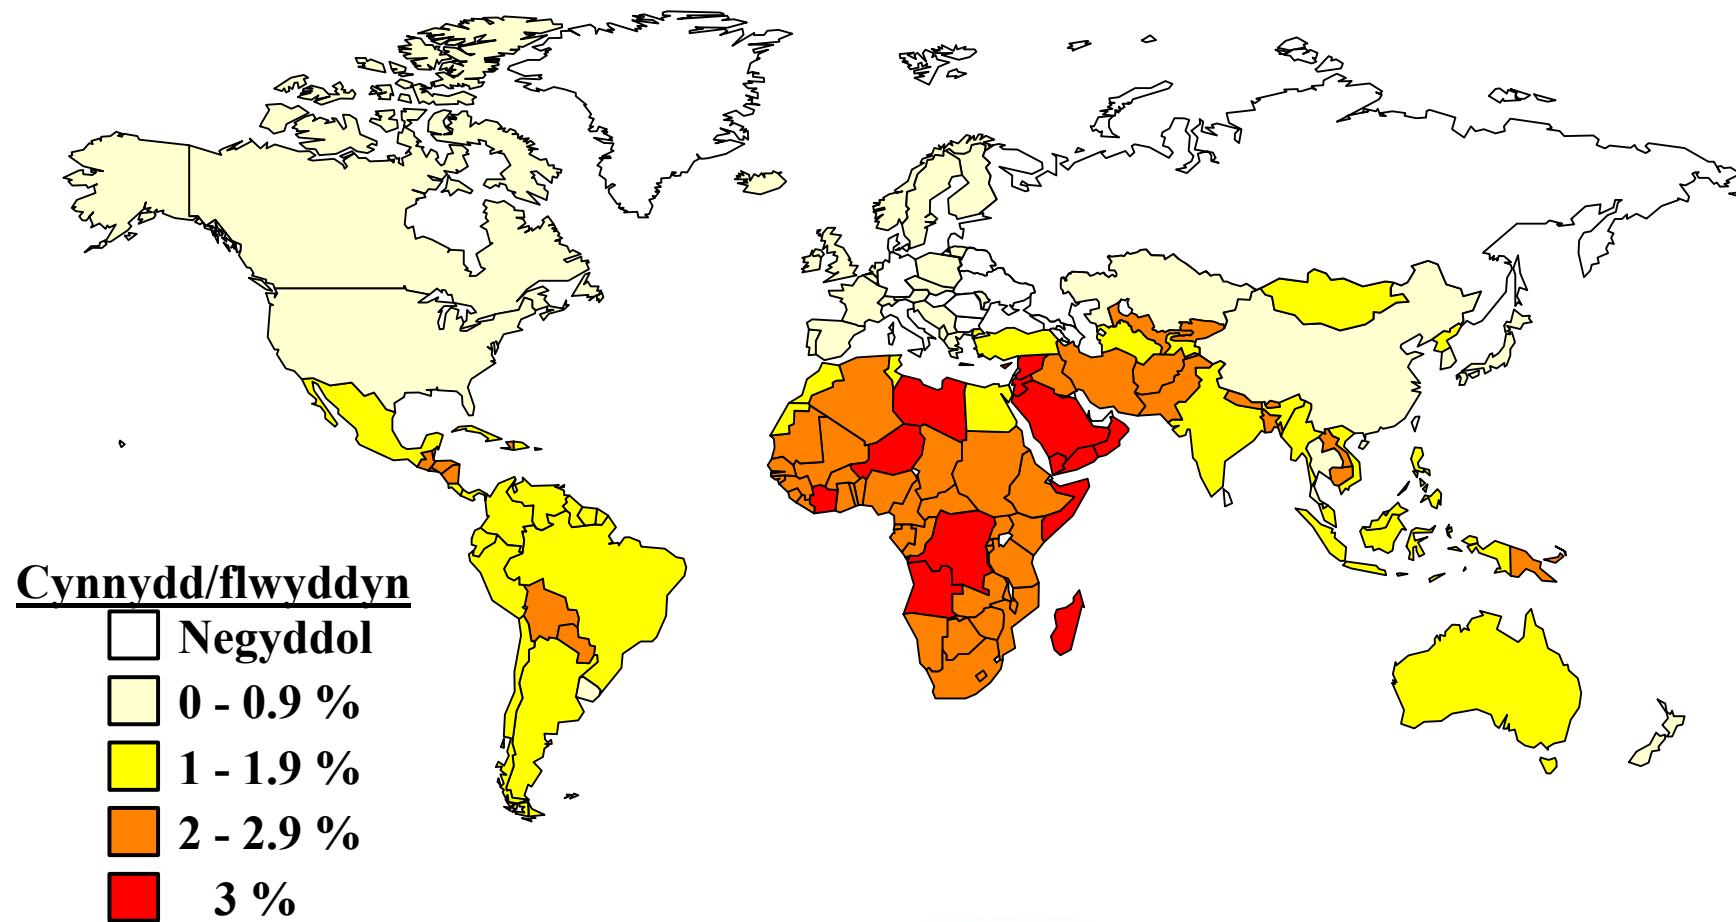 Cynnydd/flwyddyn
Negyddol
0 - 0.9 %
1 - 1.9 %
2 - 2.9 %
3 %